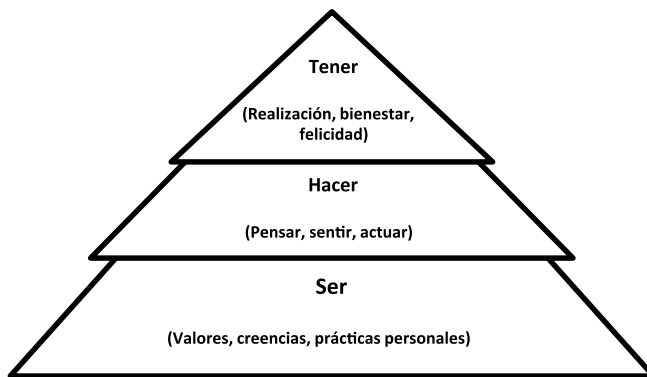 Tener
(Realización, bienestar,
felicidad)
Hacer
(Pensar, sentir, actuar)
Ser
(Valores, creencias, prácticas personales)